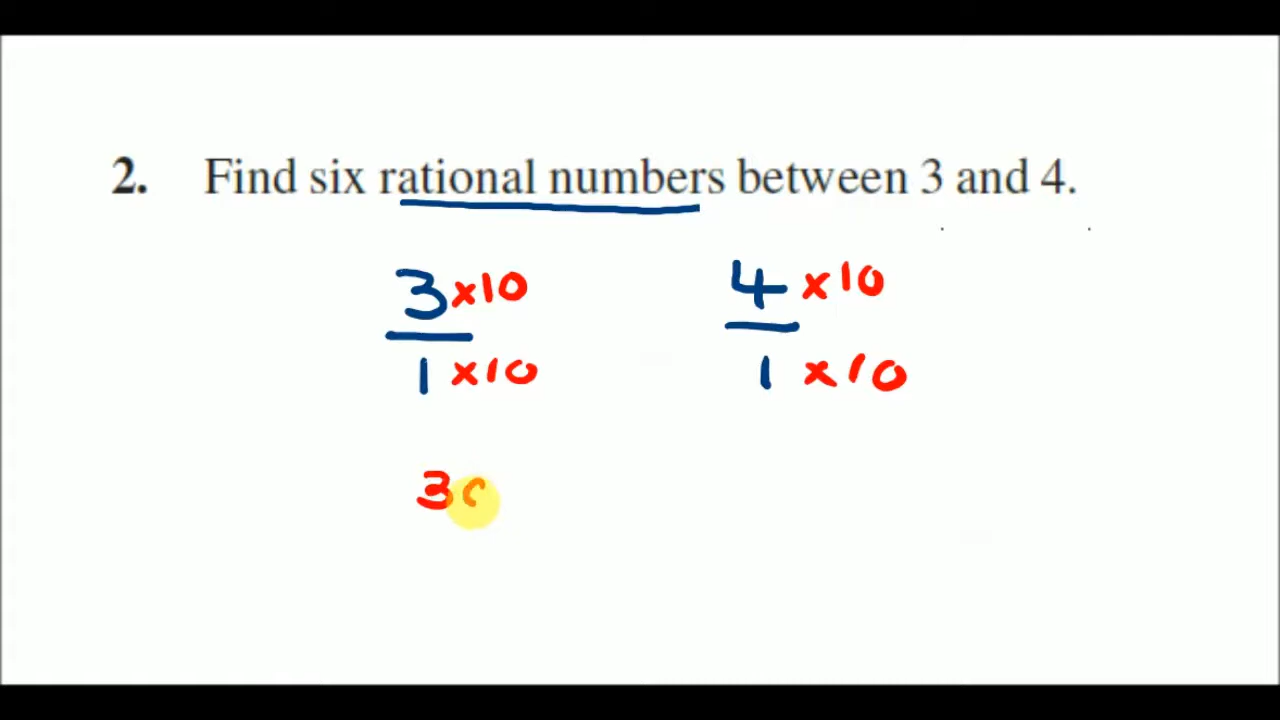 2. Find six rational numbers between 3 and 4.
3 ×10 4 ×10
1 ×10 1 ×10
30